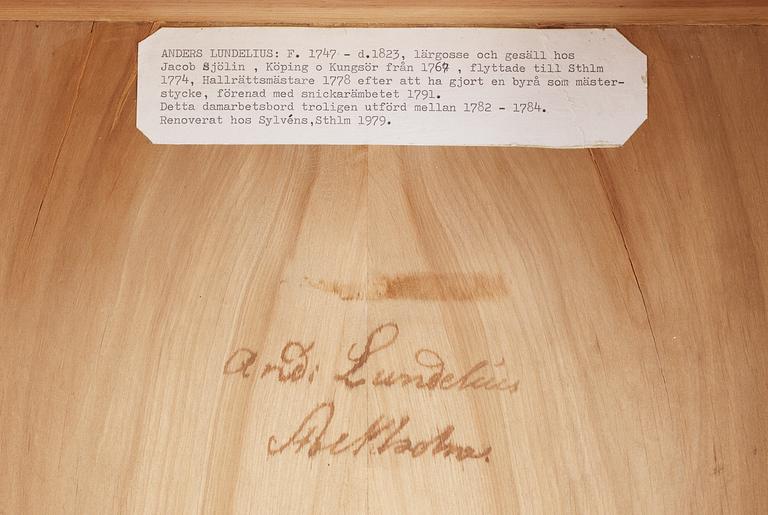 ANDERS LUNDELIUS: F. 1747 - d.1823, lärgosse och gesäll hos
Jacob Sjölin , Köping o Kungsör från 1767 , flyttade till Sthlm
1774, Hallrättsmästare 1778 efter att ha gjort en byrå som mäster-
stycke, förenad med snickarämbetet 1791.
Detta damarbetsbord troligen utförd mellan 1782 - 1784.
Renoverat hos Sylvéns,Sthlm 1979.
And: Lundelius
Stockholm.